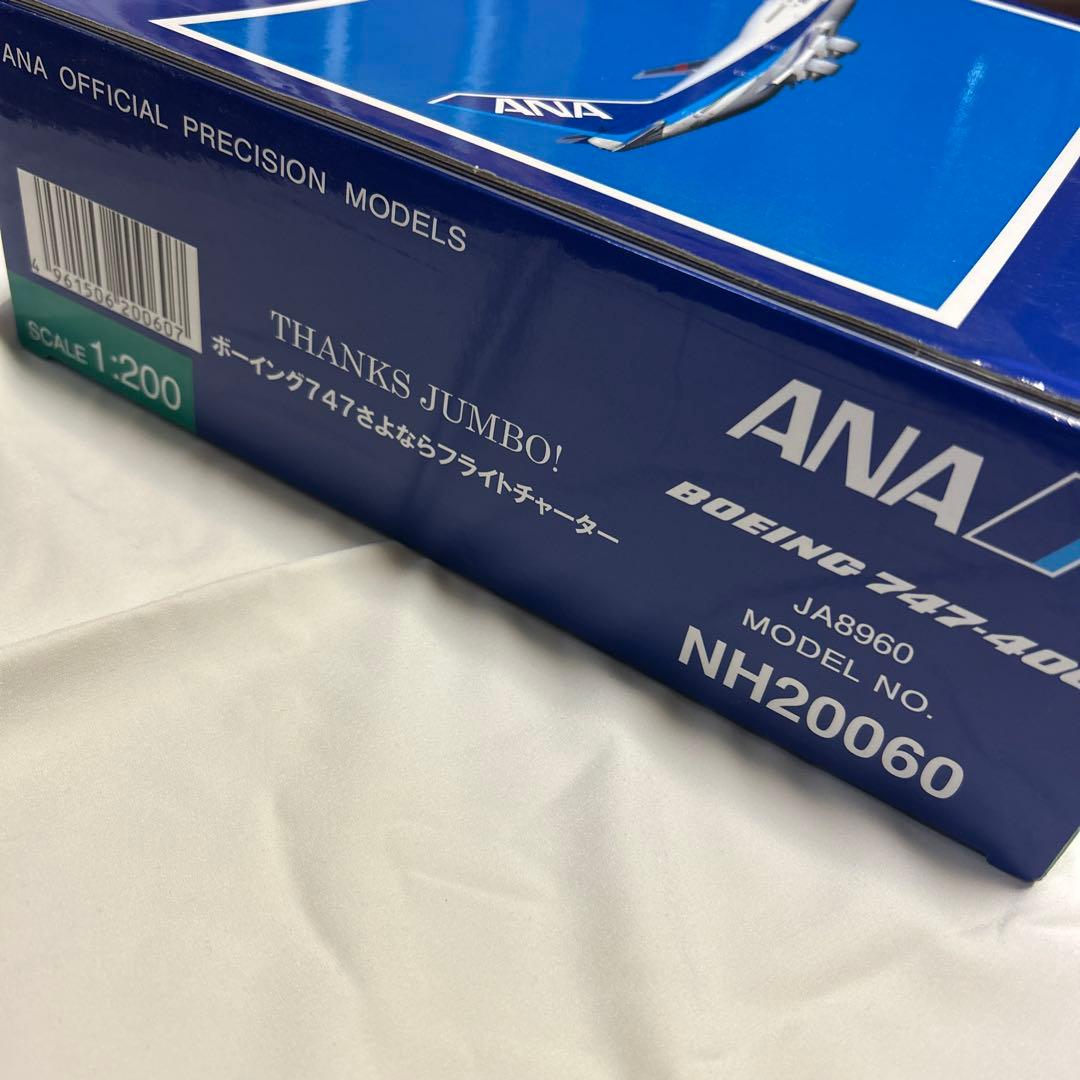 ANA
ANA OFFICIAL PRECISION MODELS
4 961506 200607
SCALE 1:200
THANKS JUMBO!
ボーイング747さよならフライトチャーター
ANA
BOEING 747-400
JA8960
MODEL NO.
NH20060